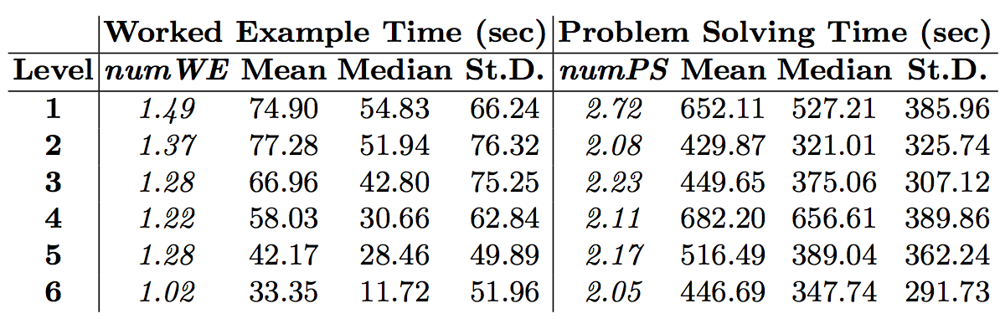 Worked Example Time (sec) Problem Solving Time (sec)
Level numWE Mean Median St.D. numPS Mean Median St.D.
1 1.49 74.90 54.83 66.24 2.72 652.11 527.21 385.96
2 1.37 77.28 51.94 76.32 2.08 429.87 321.01 325.74
3 1.28 66.96 42.80 75.25 2.23 449.65 375.06 307.12
4 1.22 58.03 30.66 62.84 2.11 682.20 656.61 389.86
5 1.28 42.17 28.46 49.89 2.17 516.49 389.04 362.24
6 1.02 33.35 11.72 51.96 2.05 446.69 347.74 291.73